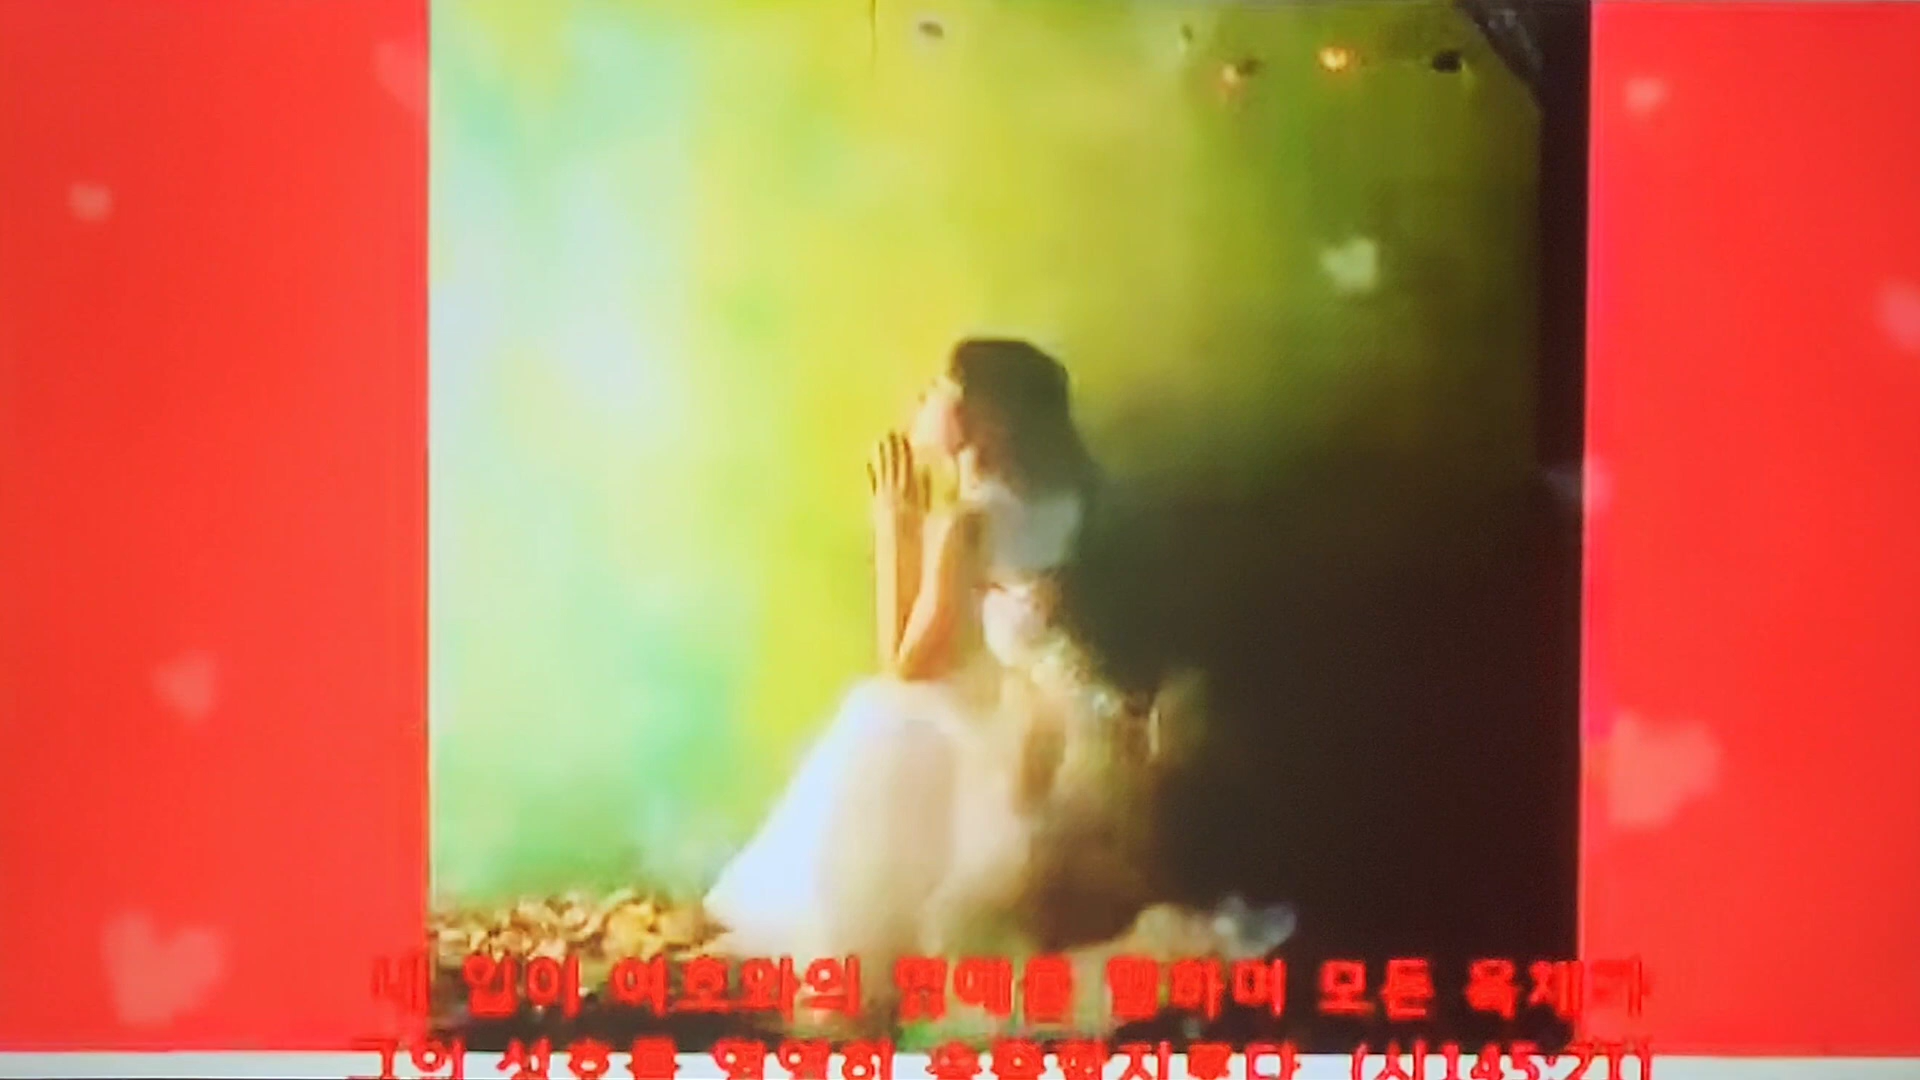 네 입이 여호와의 영예를 말하며 모든 육체가
그의 성호를 영영히 송축할지로다 (시145:21)